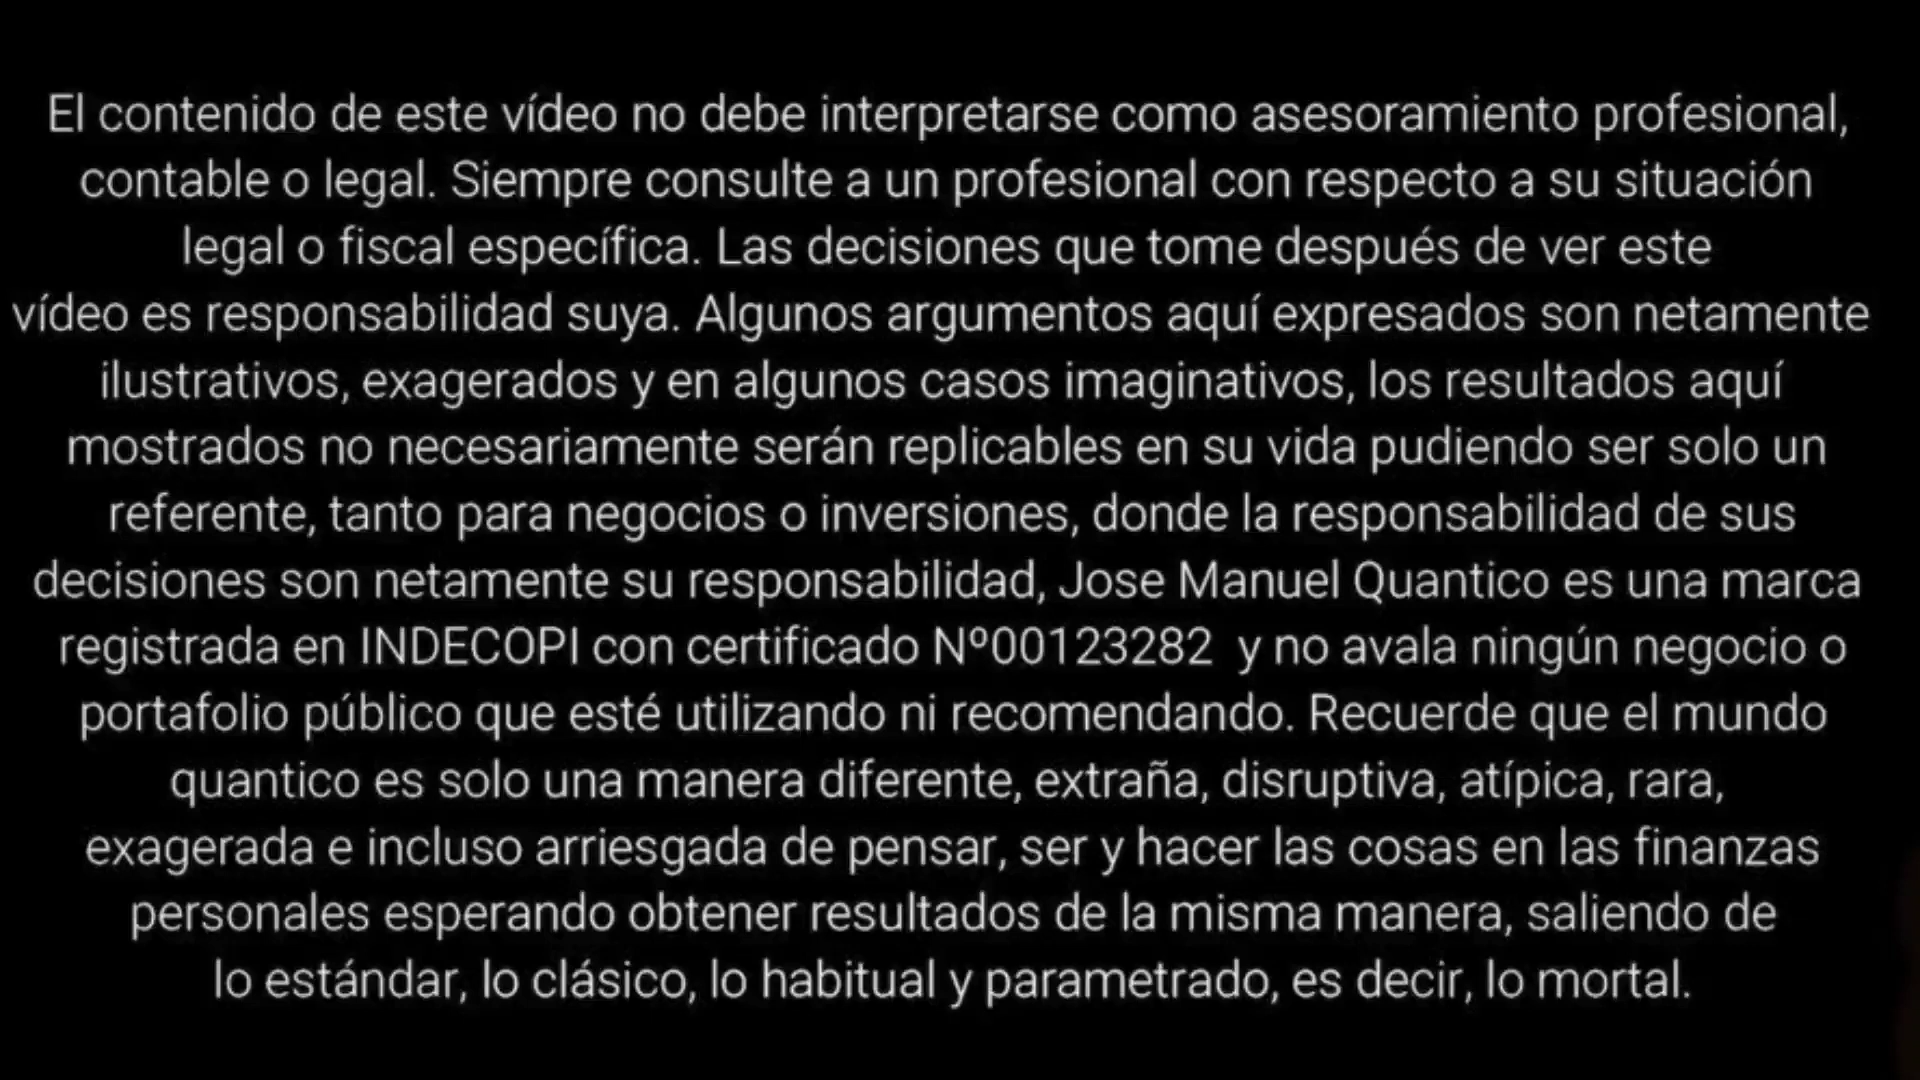 El contenido de este vídeo no debe interpretarse como asesoramiento profesional,
contable o legal. Siempre consulte a un profesional con respecto a su situación
legal o fiscal específica. Las decisiones que tome después de ver este
vídeo es responsabilidad suya. Algunos argumentos aquí expresados son netamente
ilustrativos, exagerados y en algunos casos imaginativos, los resultados aquí
mostrados no necesariamente serán replicables en su vida pudiendo ser solo un
referente, tanto para negocios o inversiones, donde la responsabilidad de sus
decisiones son netamente su responsabilidad, Jose Manuel Quantico es una marca
registrada en INDECOPI con certificado Nº00123282 y no avala ningún negocio o
portafolio público que esté utilizando ni recomendando. Recuerde que el mundo
quantico es solo una manera diferente, extraña, disruptiva, atípica, rara,
exagerada e incluso arriesgada de pensar, ser y hacer las cosas en las finanzas
personales esperando obtener resultados de la misma manera, saliendo de
lo estándar, lo clásico, lo habitual y parametrado, es decir, lo mortal.